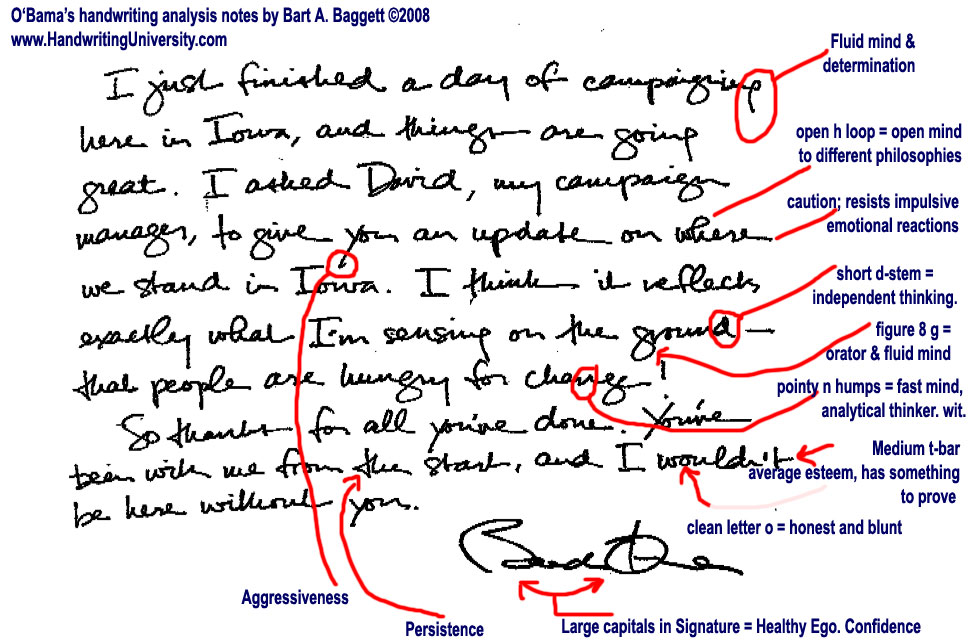 O'Bama's handwriting analysis notes by Bart A. Baggett ©2008
www.HandwritingUniversity.com
Fluid mind &
determination
I just finished a day of campaigning
here in Iowa, and things are going
great. I asked David, my campaign
manager, to give you an update on where
we stand in Iowa. I think it reflects
exactly what I'm sensing on the ground —
that people are hungry for change!
So thanks for all you've done. You've
been with me from the start, and I wouldn't
be here without you.
open h loop = open mind
to different philosophies
caution; resists impulsive
emotional reactions
short d-stem =
independent thinking.
figure 8 g =
orator & fluid mind
pointy n humps = fast mind,
analytical thinker. wit.
Medium t-bar
average esteem, has something
to prove
clean letter o = honest and blunt
Aggressiveness
Persistence
Large capitals in Signature = Healthy Ego. Confidence